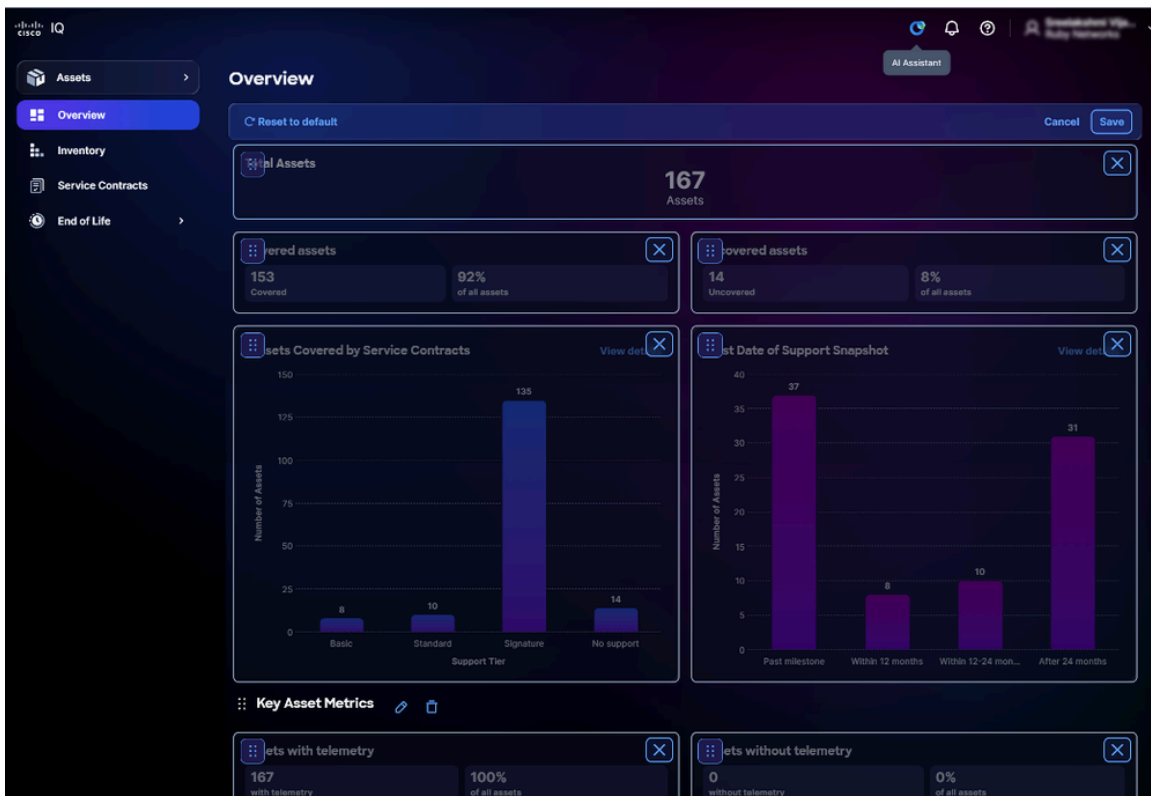 cisco IQ
AI Assistant
Assets
Overview
Inventory
Service Contracts
End of Life
Overview
Reset to default
Cancel
Save
Total Assets
167
Assets
vered assets
153
Covered
92%
of all assets
covered assets
14
Uncovered
8%
of all assets
sets Covered by Service Contracts
View det
150
125
100
75
50
25
0
Number of Assets
8
10
135
14
Basic
Standard
Signature
No support
Support Tier
st Date of Support Snapshot
View det
40
35
30
25
20
15
10
5
0
Number of Assets
37
8
10
31
Past milestone
Within 12 months
Within 12-24 mon...
After 24 months
Key Asset Metrics
ets with telemetry
167
with telemetry
100%
of all assets
ets without telemetry
0
without telemetry
0%
of all assets